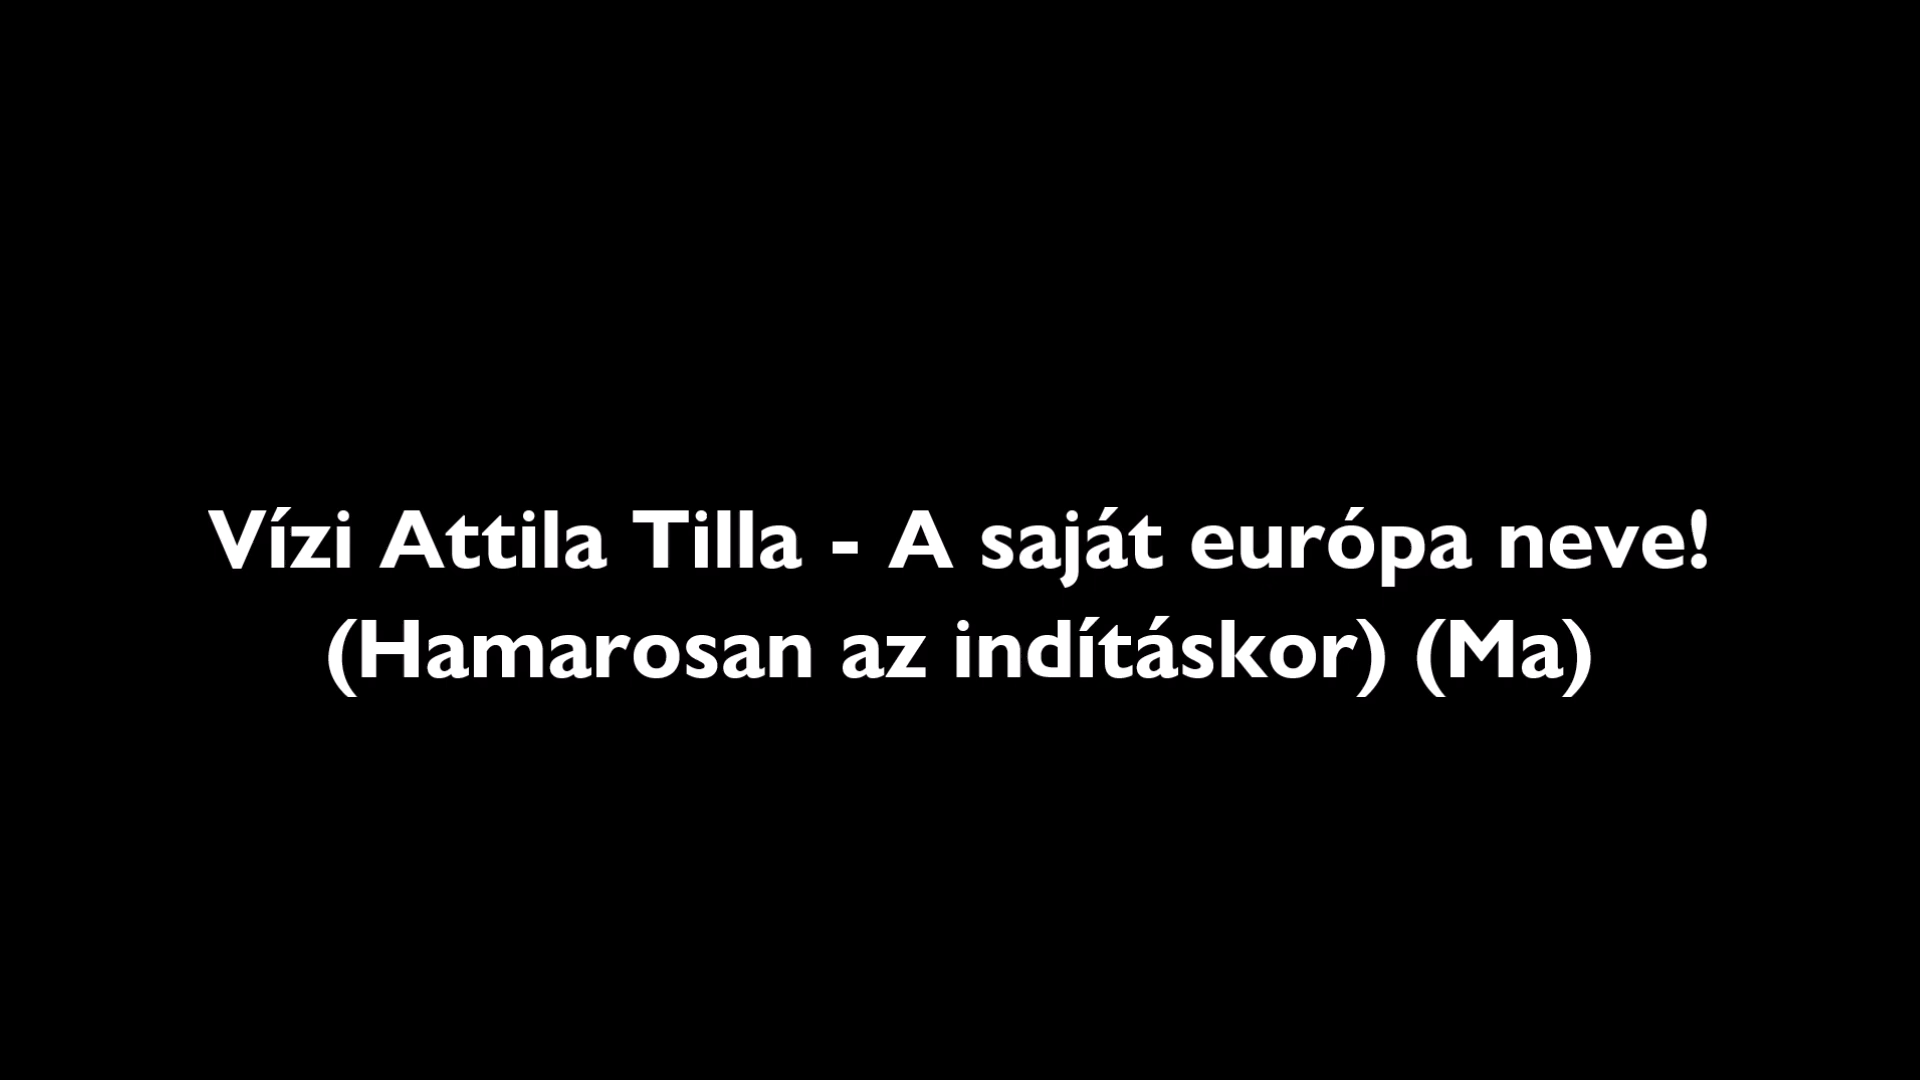 Vízi Attila Tilla - A saját európa neve!
(Hamarosan az indításkor) (Ma)